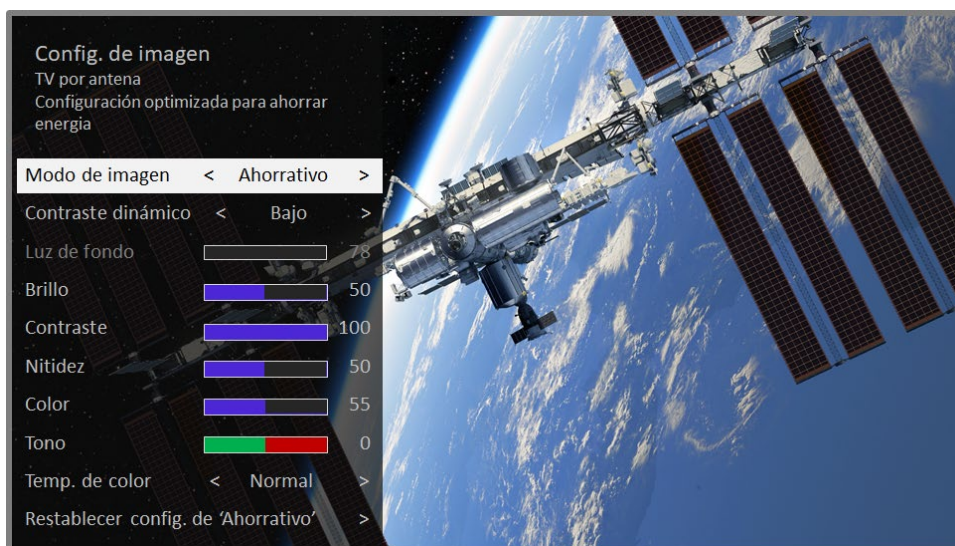 Config. de imagen
TV por antena
Configuración optimizada para ahorrar
energia
Modo de imagen < Ahorrativo >
Contraste dinámico < Bajo >
Luz de fondo 78
Brillo 50
Contraste 100
Nitidez 50
Color 55
Tono 0
Temp. de color < Normal >
Restablecer config. de ‘Ahorrativo’ >